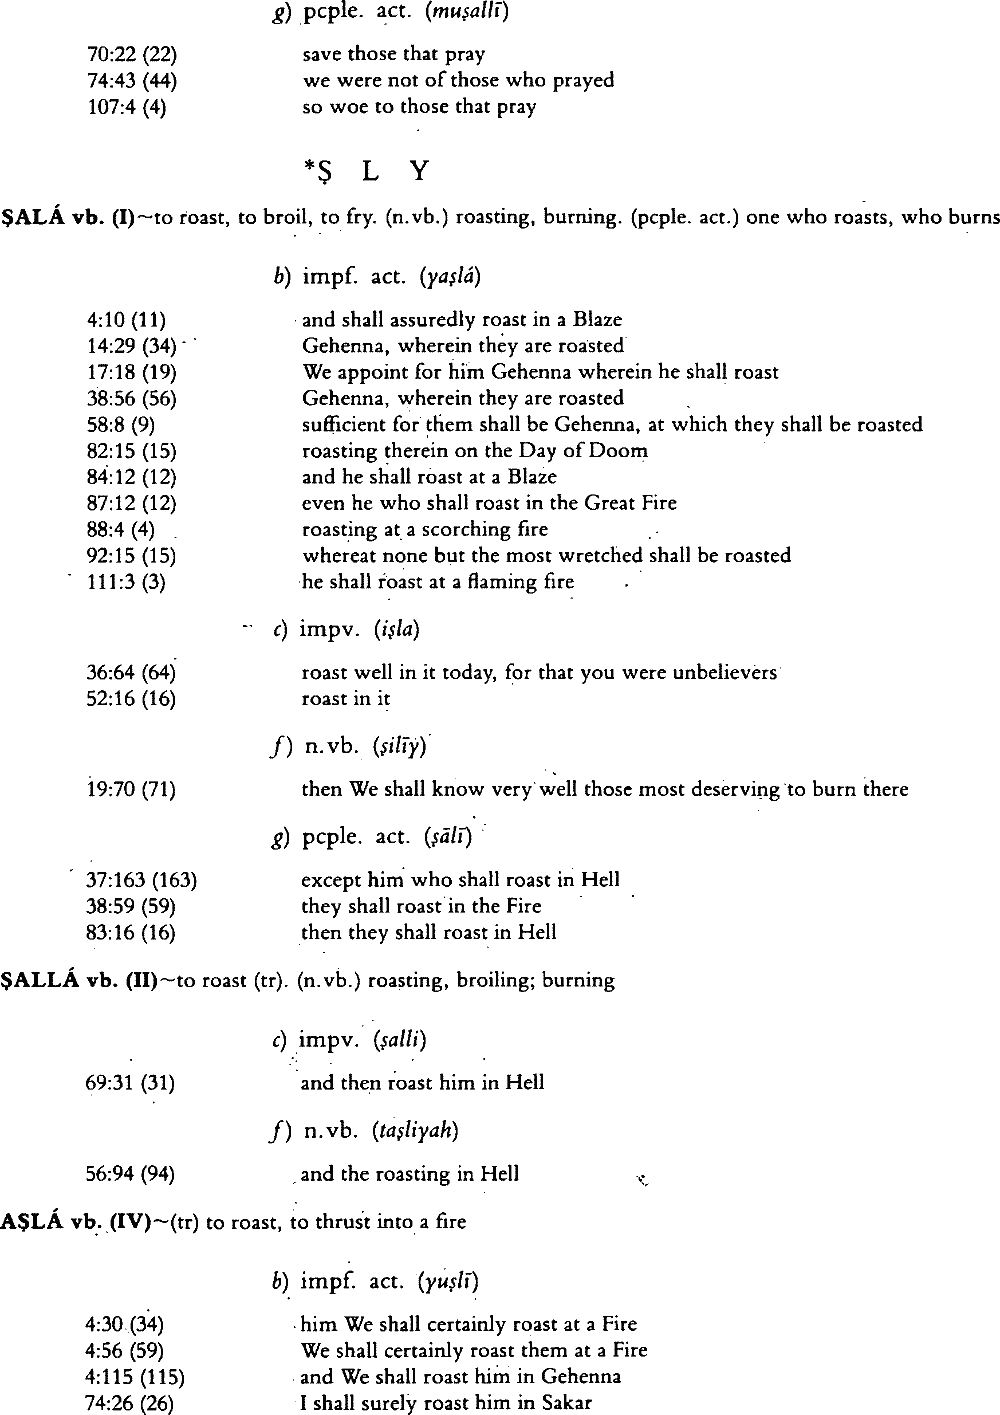 g) pcple. act. (muṣallī)
70:22 (22) save those that pray
74:43 (44) we were not of those who prayed
107:4 (4) so woe to those that pray
*Ṣ L Y
ṢALÁ vb. (I)~to roast, to broil, to fry. (n.vb.) roasting, burning. (pcple. act.) one who roasts, who burns
b) impf. act. (yaṣlá)
4:10 (11) and shall assuredly roast in a Blaze
14:29 (34) Gehenna, wherein they are roasted
17:18 (19) We appoint for him Gehenna wherein he shall roast
38:56 (56) Gehenna, wherein they are roasted
58:8 (9) sufficient for them shall be Gehenna, at which they shall be roasted
82:15 (15) roasting therein on the Day of Doom
84:12 (12) and he shall roast at a Blaze
87:12 (12) even he who shall roast in the Great Fire
88:4 (4) roasting at a scorching fire
92:15 (15) whereat none but the most wretched shall be roasted
111:3 (3) he shall roast at a flaming fire
c) impv. (iṣla)
36:64 (64) roast well in it today, for that you were unbelievers
52:16 (16) roast in it
f) n.vb. (ṣilīy)
19:70 (71) then We shall know very well those most deserving to burn there
g) pcple. act. (ṣālī)
37:163 (163) except him who shall roast in Hell
38:59 (59) they shall roast in the Fire
83:16 (16) then they shall roast in Hell
ṢALLÁ vb. (II)~to roast (tr). (n.vb.) roasting, broiling; burning
c) impv. (ṣalli)
69:31 (31) and then roast him in Hell
f) n.vb. (taṣliyah)
56:94 (94) and the roasting in Hell
AṢLÁ vb. (IV)~(tr) to roast, to thrust into a fire
b) impf. act. (yuṣlī)
4:30 (34) him We shall certainly roast at a Fire
4:56 (59) We shall certainly roast them at a Fire
4:115 (115) and We shall roast him in Gehenna
74:26 (26) I shall surely roast him in Sakar